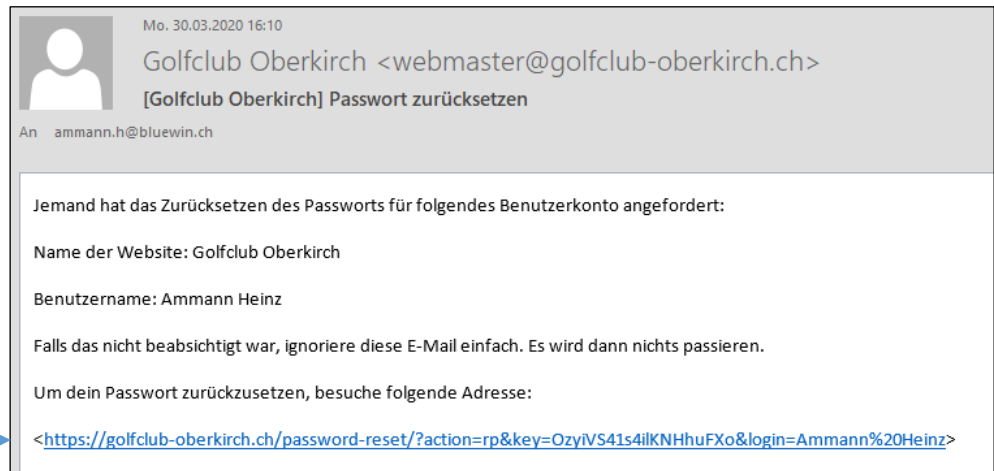 Mo. 30.03.2020 16:10
Golfclub Oberkirch <webmaster@golfclub-oberkirch.ch>
[Golfclub Oberkirch] Passwort zurücksetzen
An ammann.h@bluewin.ch
Jemand hat das Zurücksetzen des Passworts für folgendes Benutzerkonto angefordert:
Name der Website: Golfclub Oberkirch
Benutzername: Ammann Heinz
Falls das nicht beabsichtigt war, ignoriere diese E-Mail einfach. Es wird dann nichts passieren.
Um dein Passwort zurückzusetzen, besuche folgende Adresse:
<https://golfclub-oberkirch.ch/password-reset/?action=rp&key=OzyiVS41s4ilKNHhuFXo&login=Ammann%20Heinz>